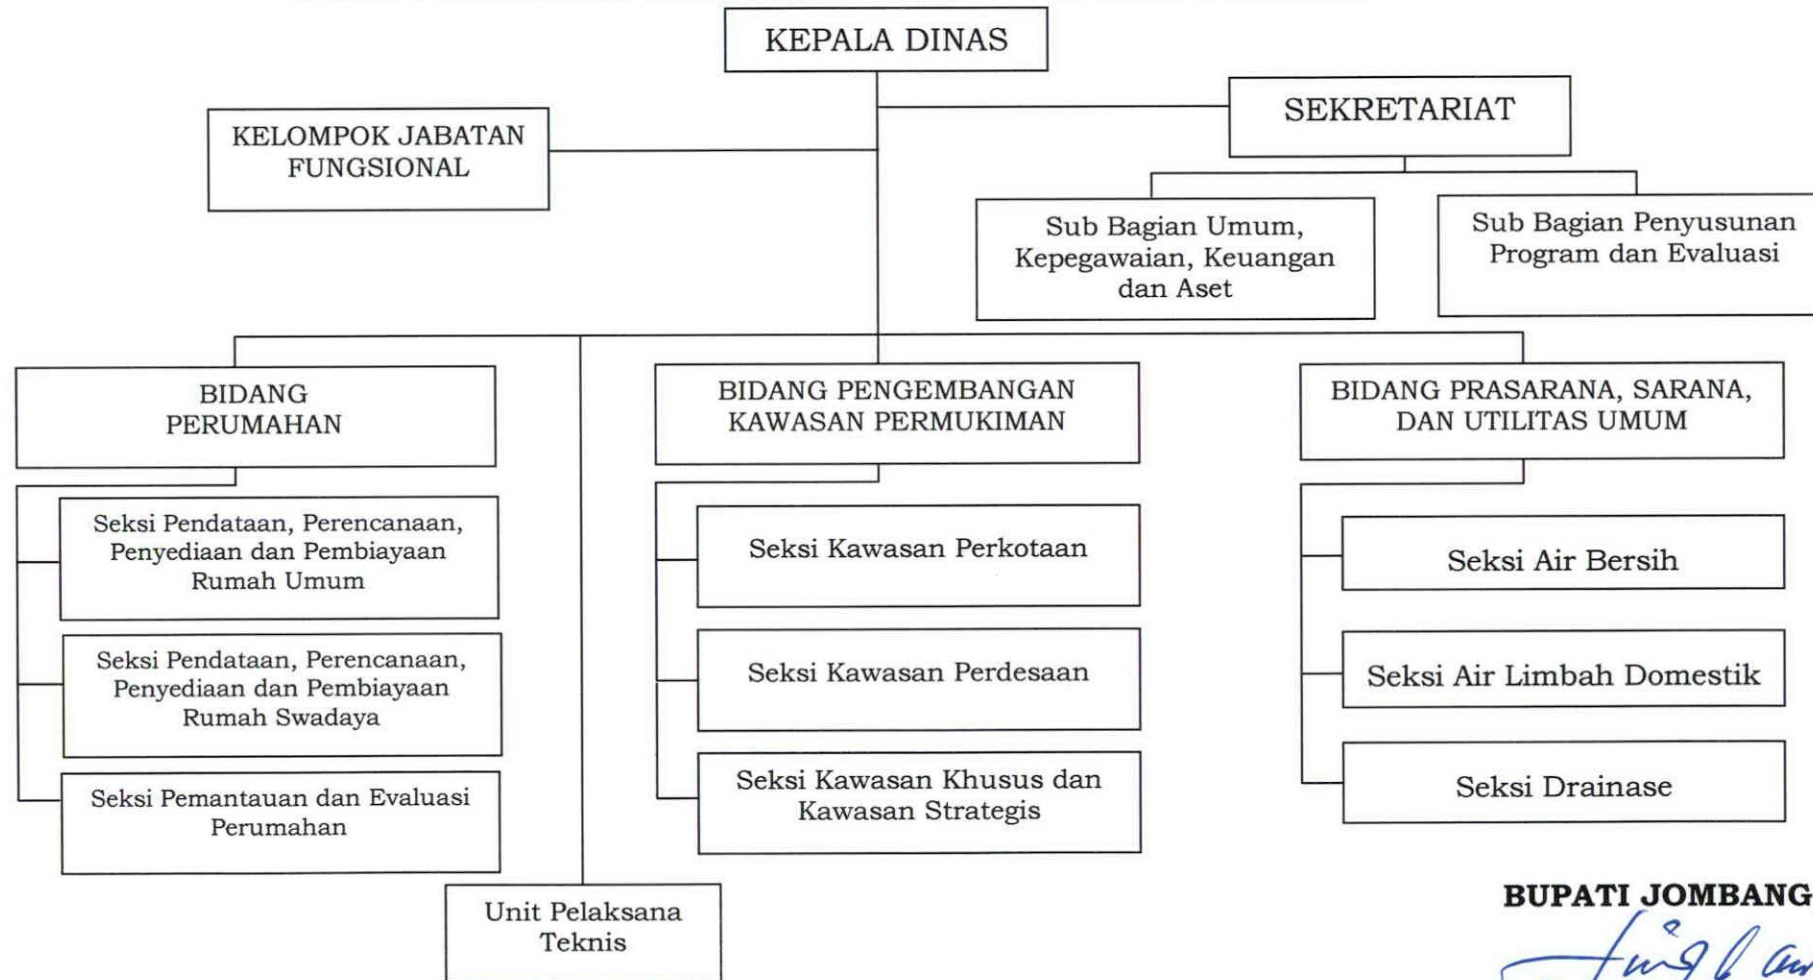 KEPALA DINAS
SEKRETARIAT
KELOMPOK JABATAN
FUNGSIONAL
Sub Bagian Umum,
Kepegawaian, Keuangan
dan Aset
Sub Bagian Penyusunan
Program dan Evaluasi
BIDANG
PERUMAHAN
BIDANG PENGEMBANGAN
KAWASAN PERMUKIMAN
BIDANG PRASARANA, SARANA,
DAN UTILITAS UMUM
Seksi Pendataan, Perencanaan,
Penyediaan dan Pembiayaan
Rumah Umum
Seksi Pendataan, Perencanaan,
Penyediaan dan Pembiayaan
Rumah Swadaya
Seksi Pemantauan dan Evaluasi
Perumahan
Seksi Kawasan Perkotaan
Seksi Kawasan Perdesaan
Seksi Kawasan Khusus dan
Kawasan Strategis
Seksi Air Bersih
Seksi Air Limbah Domestik
Seksi Drainase
Unit Pelaksana
Teknis
BUPATI JOMBANG